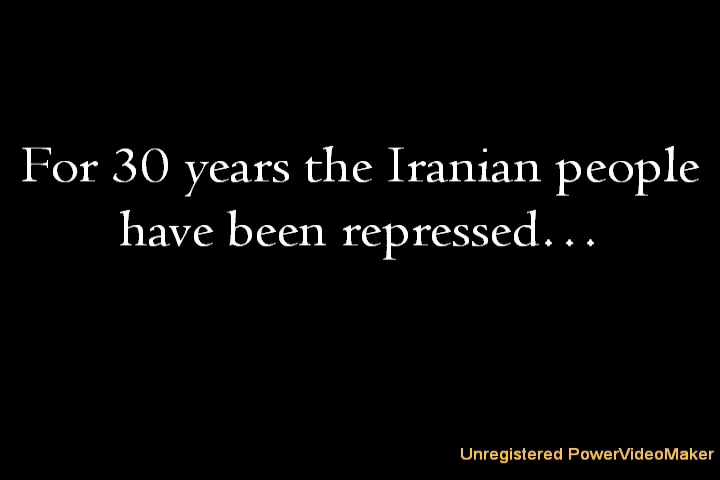 For 30 years the Iranian people
have been repressed...
Unregistered PowerVideoMaker